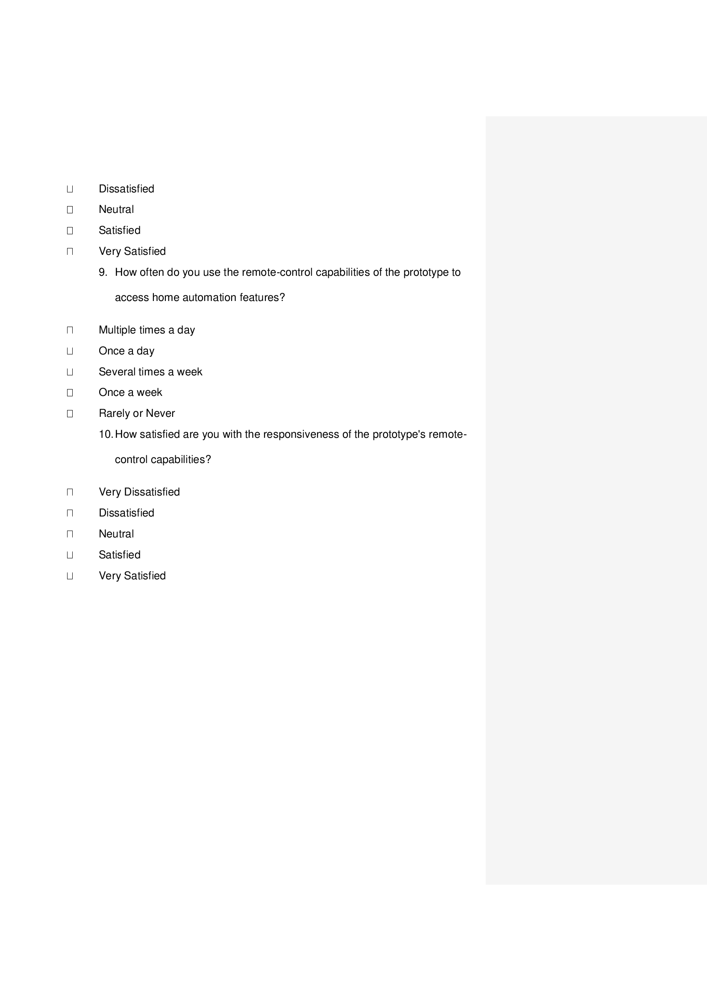 ☐ Dissatisfied
☐ Neutral
☐ Satisfied
☐ Very Satisfied
9. How often do you use the remote-control capabilities of the prototype to
access home automation features?
☐ Multiple times a day
☐ Once a day
☐ Several times a week
☐ Once a week
☐ Rarely or Never
10. How satisfied are you with the responsiveness of the prototype's remote-
control capabilities?
☐ Very Dissatisfied
☐ Dissatisfied
☐ Neutral
☐ Satisfied
☐ Very Satisfied